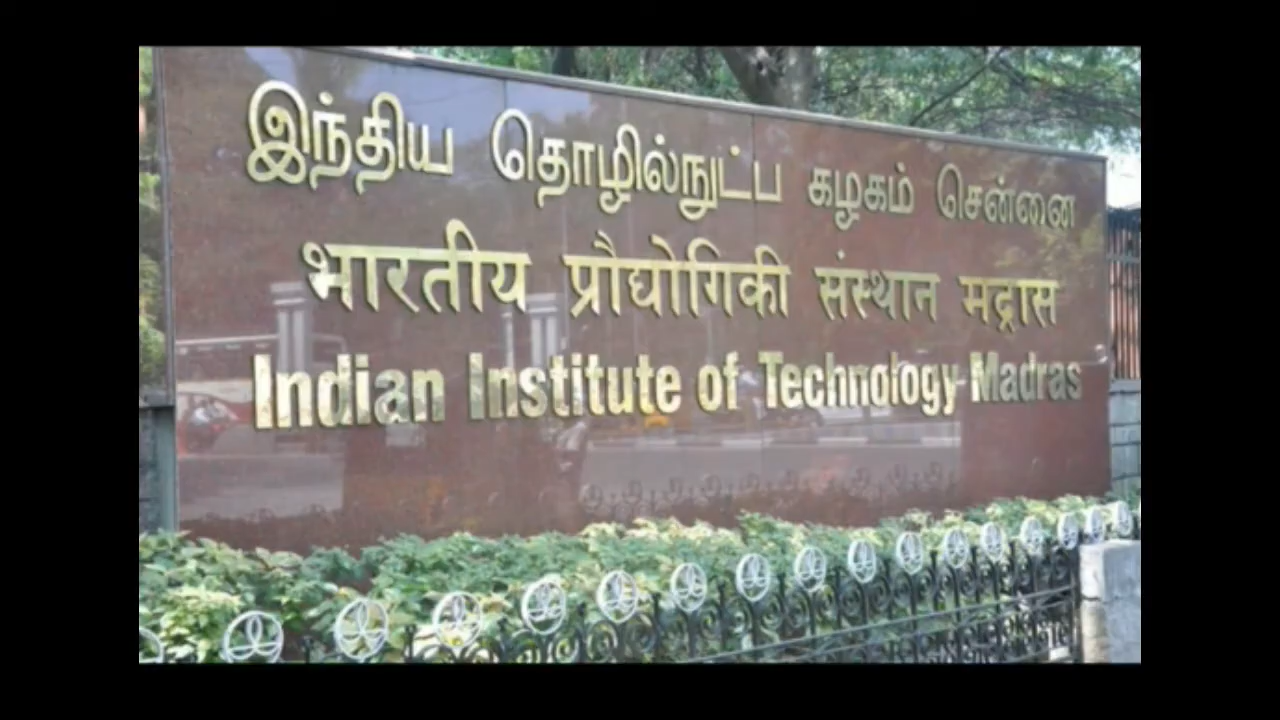 இந்திய தொழில்நுட்ப கழகம் சென்னை
भारतीय प्रौद्योगिकी संस्थान मद्रास
Indian Institute of Technology Madras